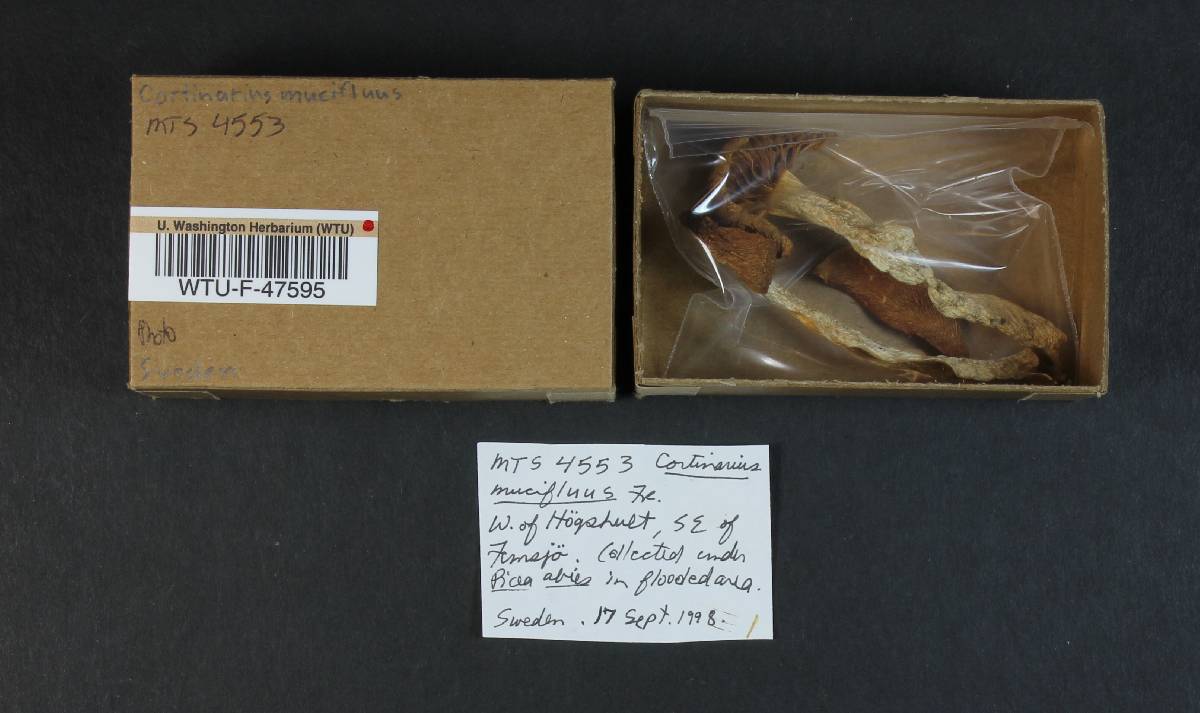 Cortinarius mucifluus
MTS 4553
U. Washington Herbarium (WTU)
WTU-F-47595
Photo
Sweden
MTS 4553 Cortinarius
mucifluus Fr.
W. of Högshult, SE of
Femsjö. Collected under
Picea abies in flooded area.
Sweden. 17 Sept. 1998.